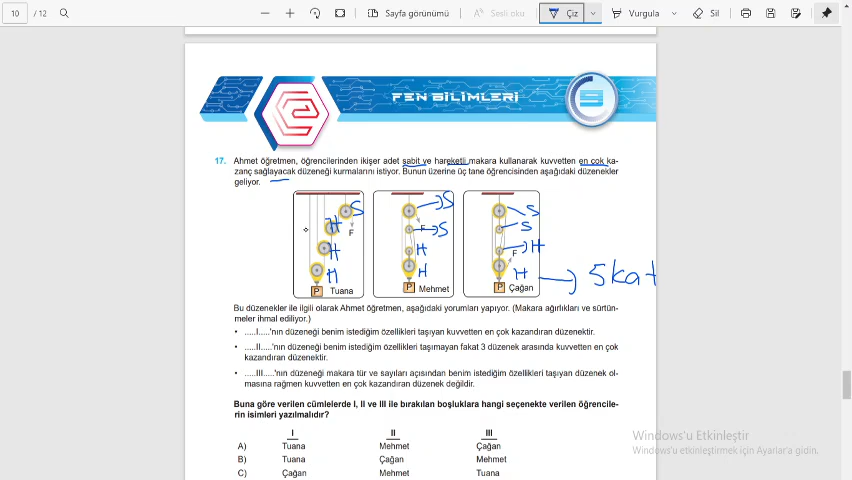 10 / 12
Sayfa görünümü
Sesli oku
Çiz
Vurgula
Sil
FEN BİLİMLERİ
17. Ahmet öğretmen, öğrencilerinden ikişer adet sabit ve hareketli makara kullanarak kuvvetten en çok ka-
zanç sağlayacak düzeneği kurmalarını istiyor. Bunun üzerine üç tane öğrencisinden aşağıdaki düzenekler
geliyor.
S
H
F
H
H
P Tuana
S
F
S
H
H
P Mehmet
S
S
H
F
H
P Çağan
5 kat
Bu düzenekler ile ilgili olarak Ahmet öğretmen, aşağıdaki yorumları yapıyor. (Makara ağırlıkları ve sürtün-
meler ihmal ediliyor.)
• .....I.....'nın düzeneği benim istediğim özellikleri taşıyan kuvvetten en çok kazandıran düzenektir.
• .....II.....'nın düzeneği benim istediğim özellikleri taşımayan fakat 3 düzenek arasında kuvvetten en çok
kazandıran düzenektir.
• .....III.....'nın düzeneği makara tür ve sayıları açısından benim istediğim özellikleri taşıyan düzenek ol-
masına rağmen kuvvetten en çok kazandıran düzenek değildir.
Buna göre verilen cümlelerde I, II ve III ile bırakılan boşluklara hangi seçenekte verilen öğrencile-
rin isimleri yazılmalıdır?
I II III
A) Tuana Mehmet Çağan
B) Tuana Çağan Mehmet
C) Çağan Mehmet Tuana
Windows'u Etkinleştir
Windows'u etkinleştirmek için Ayarlar'a gidin.